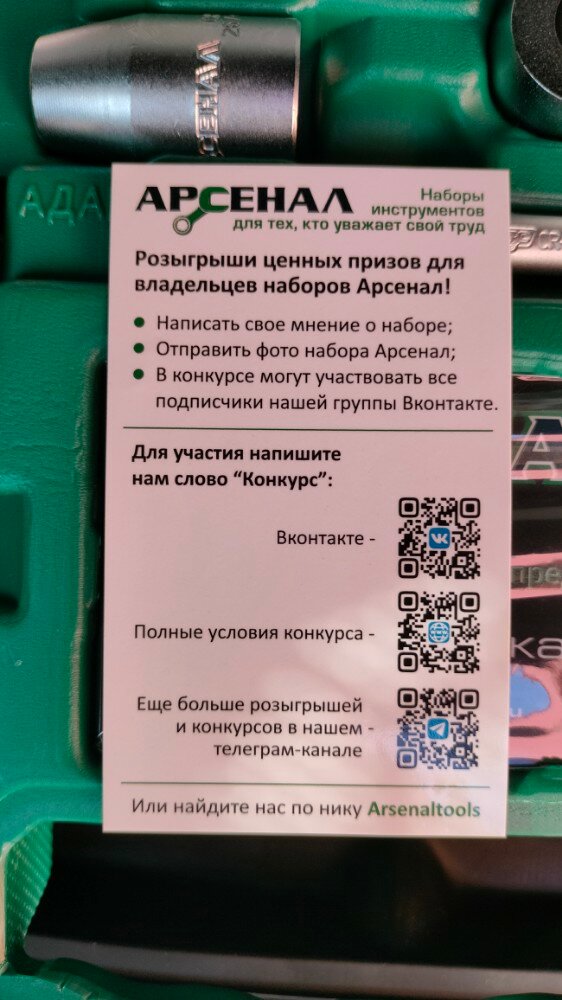 АРСЕНАЛ
АДА
АРСЕНАЛ
Наборы
инструментов
для тех, кто уважает свой труд
Розыгрыши ценных призов для
владельцев наборов Арсенал!
Написать свое мнение о наборе;
Отправить фото набора Арсенал;
В конкурсе могут участвовать все
подписчики нашей группы Вконтакте.
Для участия напишите
нам слово “Конкурс”:
Вконтакте -
Полные условия конкурса -
Еще больше розыгрышей
и конкурсов в нашем -
телеграм-канале
Или найдите нас по нику Arsenaltools